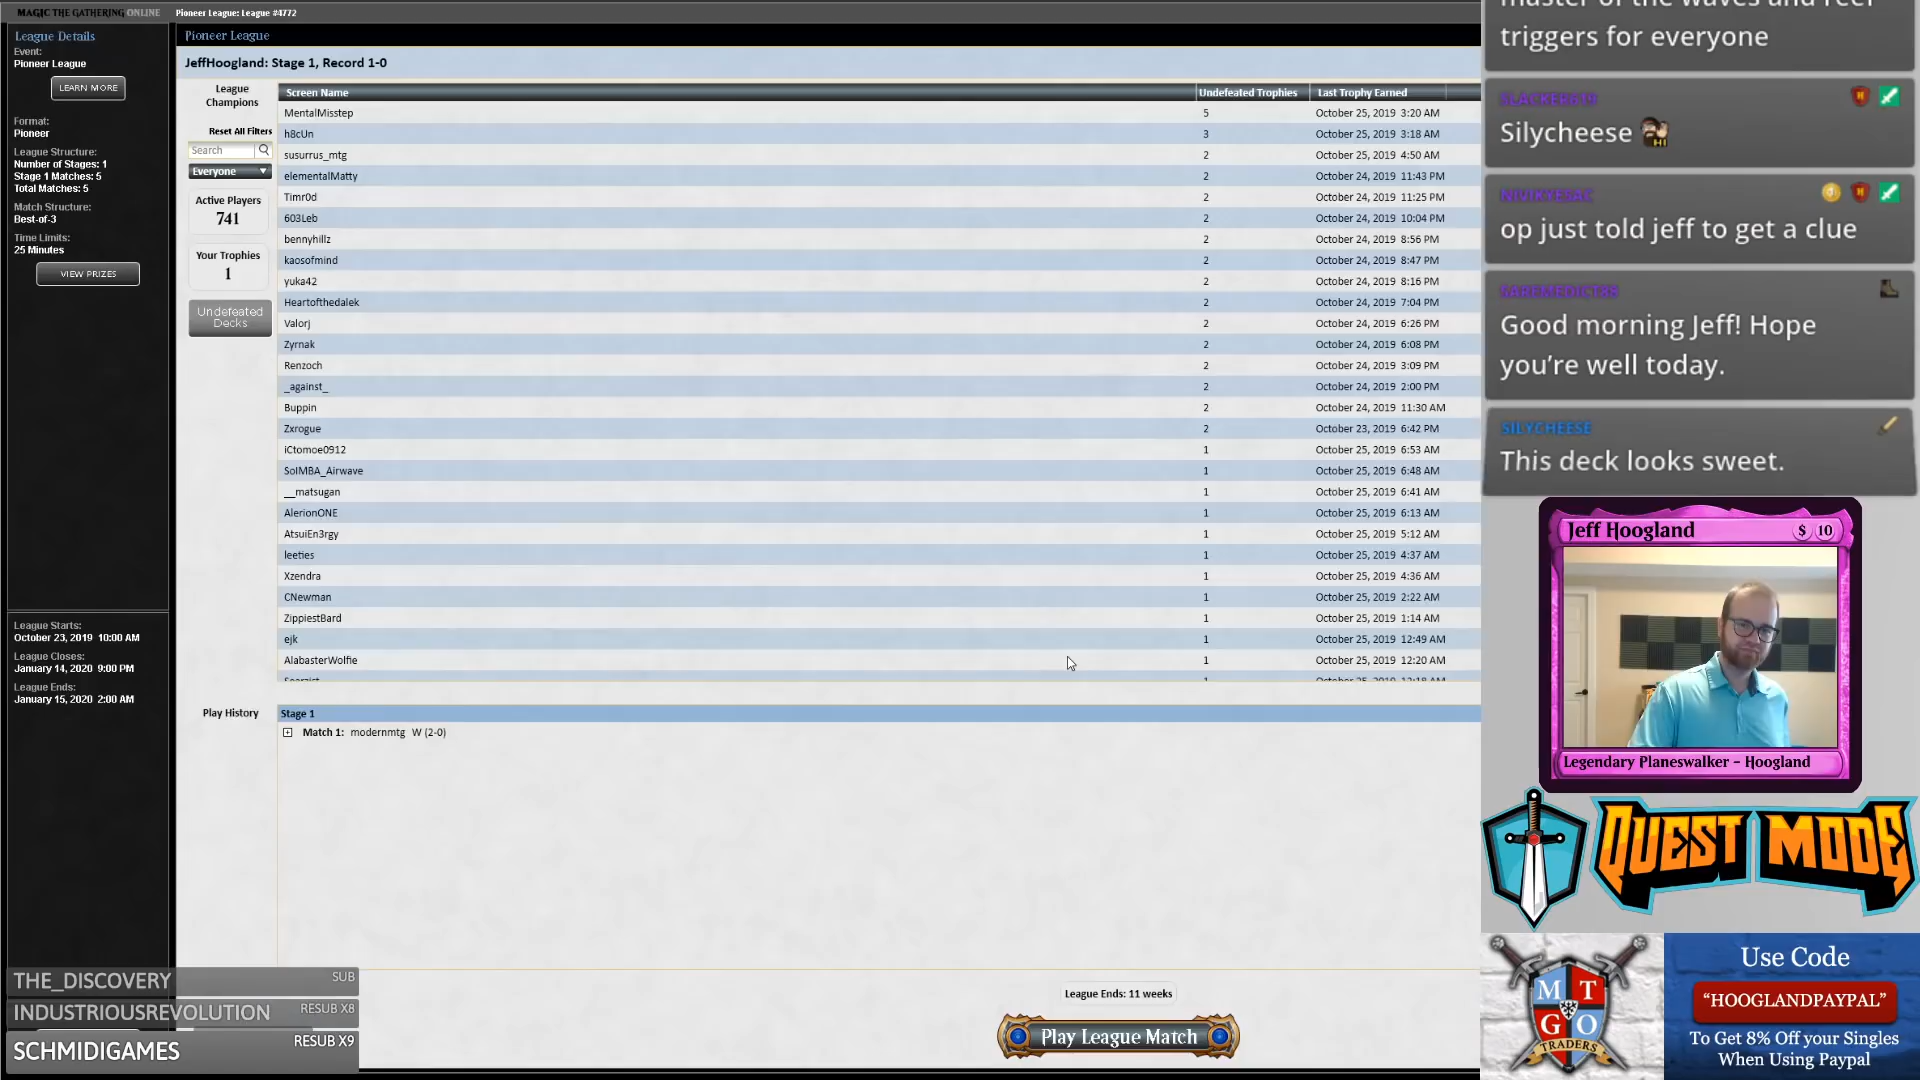 MAGIC THE GATHERING ONLINE
Pioneer League: League #4772
League Details
Event:
Pioneer League
LEARN MORE
Format:
Pioneer
League Structure:
Number of Stages: 1
Stage 1 Matches: 5
Total Matches: 5
Match Structure:
Best-of-3
Time Limits:
25 Minutes
VIEW PRIZES
League Starts:
October 23, 2019 10:00 AM
League Closes:
January 14, 2020 9:00 PM
League Ends:
January 15, 2020 2:00 AM
Pioneer League
JeffHoogland: Stage 1, Record 1-0
League
Champions
Reset All Filters
Search
Everyone
Active Players
741
Your Trophies
1
Undefeated
Decks
Screen Name Undefeated Trophies Last Trophy Earned
MentalMisstep 5 October 25, 2019 3:20 AM
h8cUn 3 October 25, 2019 3:18 AM
susurrus_mtg 2 October 25, 2019 4:50 AM
elementalMatty 2 October 24, 2019 11:43 PM
Timr0d 2 October 24, 2019 11:25 PM
603Leb 2 October 24, 2019 10:04 PM
bennyhillz 2 October 24, 2019 8:56 PM
kaosofmind 2 October 24, 2019 8:47 PM
yuka42 2 October 24, 2019 8:16 PM
Heartofthedalek 2 October 24, 2019 7:04 PM
Valorj 2 October 24, 2019 6:26 PM
Zyrnak 2 October 24, 2019 6:08 PM
Renzoch 2 October 24, 2019 3:09 PM
_against_ 2 October 24, 2019 2:00 PM
Buppin 2 October 24, 2019 11:30 AM
Zxrogue 2 October 23, 2019 6:42 PM
iCtomoe0912 1 October 25, 2019 6:53 AM
SolMBA_Airwave 1 October 25, 2019 6:48 AM
__matsugan 1 October 25, 2019 6:41 AM
AlerionONE 1 October 25, 2019 6:13 AM
AtsuiEn3rgy 1 October 25, 2019 5:12 AM
leeties 1 October 25, 2019 4:37 AM
Xzendra 1 October 25, 2019 4:36 AM
CNewman 1 October 25, 2019 2:22 AM
ZippiestBard 1 October 25, 2019 1:14 AM
ejk 1 October 25, 2019 12:49 AM
AlabasterWolfie 1 October 25, 2019 12:20 AM
Play History
Stage 1
Match 1: modernmtg W (2-0)
League Ends: 11 weeks
Play League Match
THE_DISCOVERY SUB
INDUSTRIOUSREVOLUTION RESUB X8
SCHMIDIGAMES RESUB X9
master of the waves and reef
triggers for everyone
SLACKER619
Silycheese
HI
op just told jeff to get a clue
Good morning Jeff! Hope
you're well today.
SILYCHEESE
This deck looks sweet.
Jeff Hoogland $ 10
Legendary Planeswalker – Hoogland
QUEST MODE
MTGO
TRADERS
Use Code
"HOOGLANDPAYPAL"
To Get 8% Off your Singles
When Using Paypal